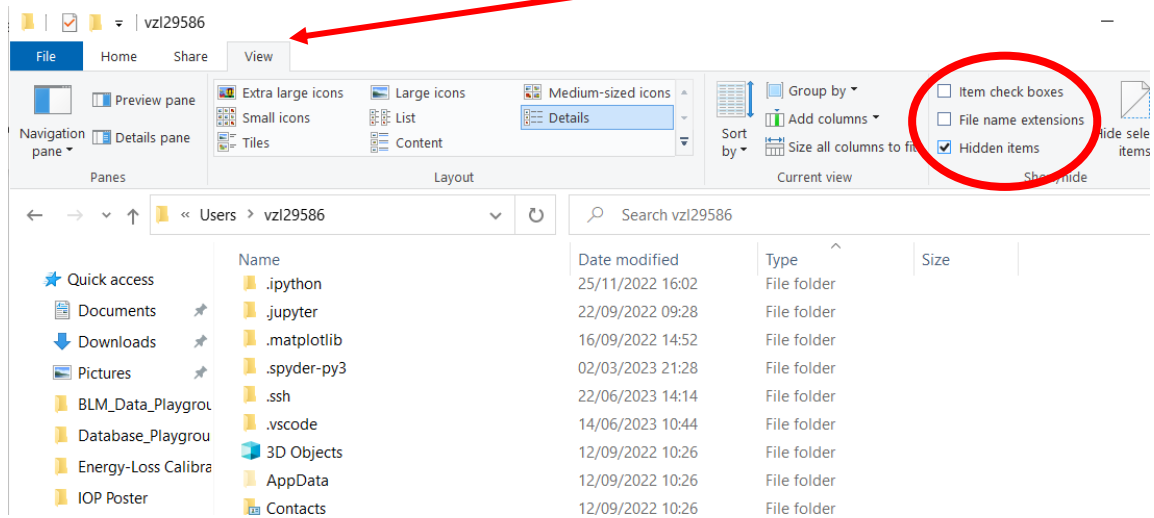 vzl29586
File Home Share View
Navigation pane
Preview pane
Details pane
Panes
Extra large icons Large icons Medium-sized icons
Small icons List Details
Tiles Content
Layout
Sort by
Group by
Add columns
Size all columns to fit
Current view
Item check boxes
File name extensions
Hidden items
Hide sele
items
Show/hide
« Users > vzl29586
Search vzl29586
Quick access
Documents
Downloads
Pictures
BLM_Data_Playgrou
Database_Playgrou
Energy-Loss Calibra
IOP Poster
Name Date modified Type Size
.ipython 25/11/2022 16:02 File folder
.jupyter 22/09/2022 09:28 File folder
.matplotlib 16/09/2022 14:52 File folder
.spyder-py3 02/03/2023 21:28 File folder
.ssh 22/06/2023 14:14 File folder
.vscode 14/06/2023 10:44 File folder
3D Objects 12/09/2022 10:26 File folder
AppData 12/09/2022 10:26 File folder
Contacts 12/09/2022 10:26 File folder